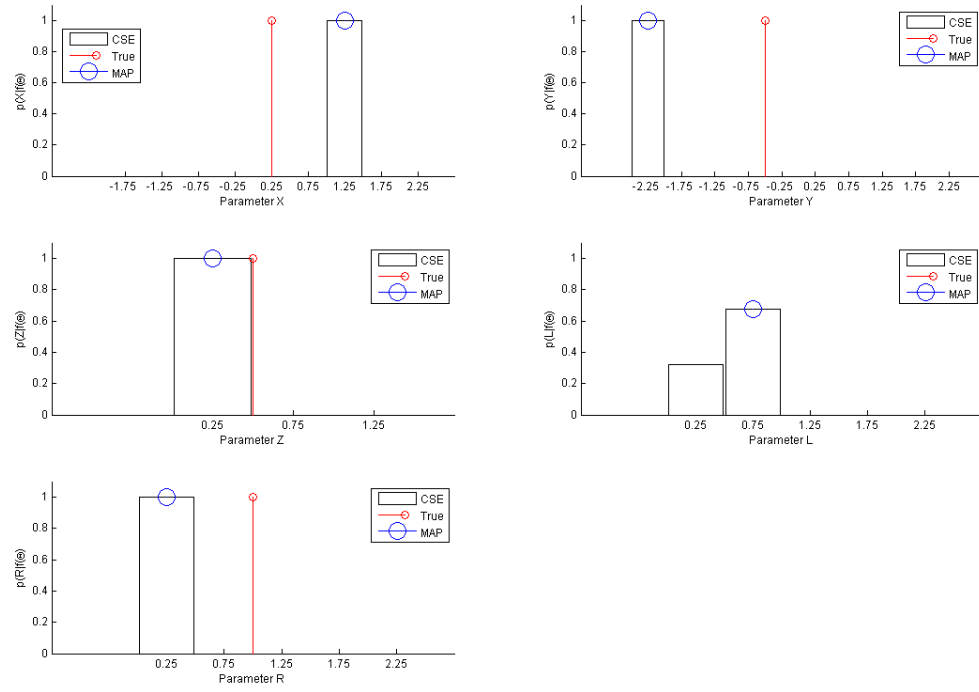 p(X|f(Θ)
1
0.8
0.6
0.4
0.2
0
CSE
True
MAP
-1.75 -1.25 -0.75 -0.25 0.25 0.75 1.25 1.75 2.25
Parameter X
p(Y|f(Θ)
1
0.8
0.6
0.4
0.2
0
CSE
True
MAP
-2.25 -1.75 -1.25 -0.75 -0.25 0.25 0.75 1.25 1.75 2.25
Parameter Y
p(Z|f(Θ)
1
0.8
0.6
0.4
0.2
0
CSE
True
MAP
0.25 0.75 1.25
Parameter Z
p(L|f(Θ)
1
0.8
0.6
0.4
0.2
0
CSE
True
MAP
0.25 0.75 1.25 1.75 2.25
Parameter L
p(R|f(Θ)
1
0.8
0.6
0.4
0.2
0
CSE
True
MAP
0.25 0.75 1.25 1.75 2.25
Parameter R